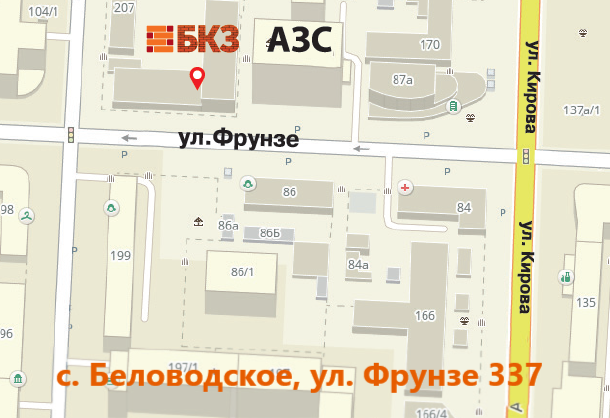 104/1
207
БКЗ
АЗС
170
87а
137а/1
ул. Кирова
ул.Фрунзе
Р
Р
Р
Р
Р
Р
86
84
98
86а
86Б
199
84а
86/1
ул. Кирова
135
166
96
197/1
с. Беловодское, ул. Фрунзе 337
166/4
А